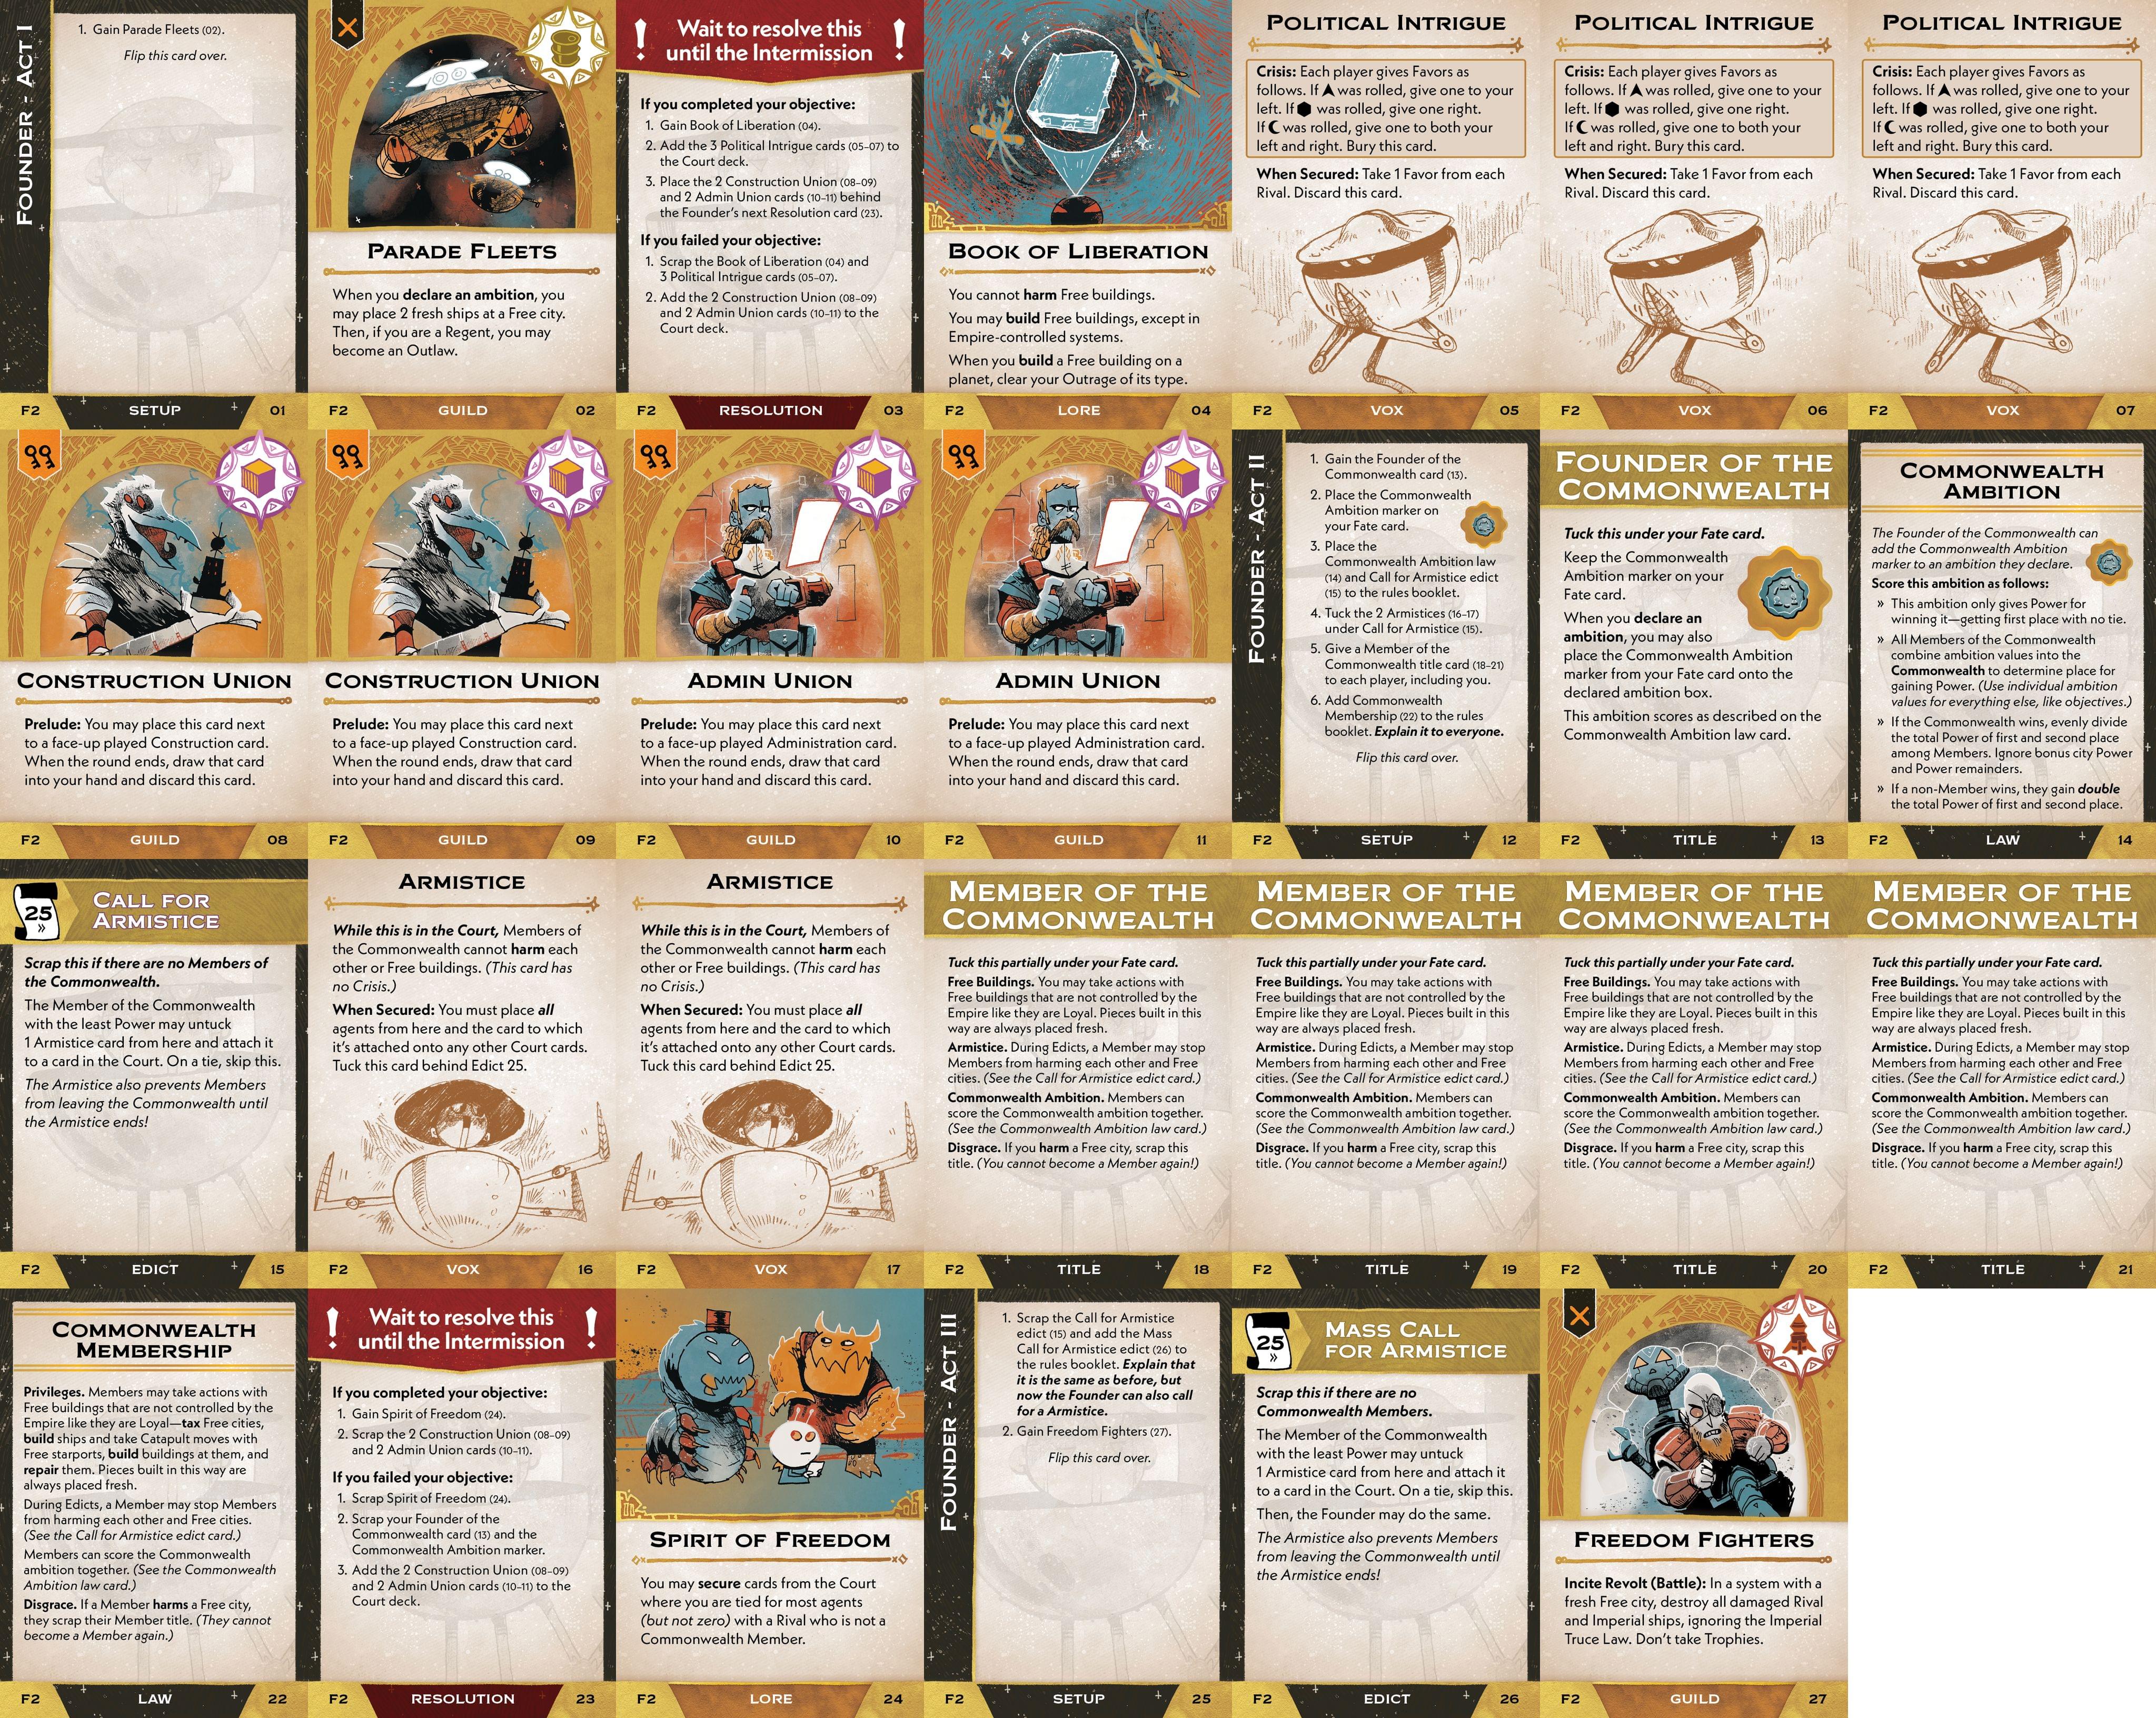 FOUNDER - ACT I
1. Gain Parade Fleets (02).
Flip this card over.
F2 SETUP 01
PARADE FLEETS
When you declare an ambition, you
may place 2 fresh ships at a Free city.
Then, if you are a Regent, you may
become an Outlaw.
F2 GUILD 02
! Wait to resolve this !
until the Intermission
If you completed your objective:
1. Gain Book of Liberation (04).
2. Add the 3 Political Intrigue cards (05–07) to
the Court deck.
3. Place the 2 Construction Union (08–09)
and 2 Admin Union cards (10–11) behind
the Founder's next Resolution card (23).
If you failed your objective:
1. Scrap the Book of Liberation (04) and
3 Political Intrigue cards (05–07).
2. Add the 2 Construction Union (08–09)
and 2 Admin Union cards (10–11) to the
Court deck.
F2 RESOLUTION 03
BOOK OF LIBERATION
You cannot harm Free buildings.
You may build Free buildings, except in
Empire-controlled systems.
When you build a Free building on a
planet, clear your Outrage of its type.
F2 LORE 04
POLITICAL INTRIGUE
Crisis: Each player gives Favors as
follows. If was rolled, give one to your
left. If was rolled, give one right.
If was rolled, give one to both your
left and right. Bury this card.
When Secured: Take 1 Favor from each
Rival. Discard this card.
F2 VOX 05
POLITICAL INTRIGUE
Crisis: Each player gives Favors as
follows. If was rolled, give one to your
left. If was rolled, give one right.
If was rolled, give one to both your
left and right. Bury this card.
When Secured: Take 1 Favor from each
Rival. Discard this card.
F2 VOX 06
POLITICAL INTRIGUE
Crisis: Each player gives Favors as
follows. If was rolled, give one to your
left. If was rolled, give one right.
If was rolled, give one to both your
left and right. Bury this card.
When Secured: Take 1 Favor from each
Rival. Discard this card.
F2 VOX 07
CONSTRUCTION UNION
Prelude: You may place this card next
to a face-up played Construction card.
When the round ends, draw that card
into your hand and discard this card.
F2 GUILD 08
CONSTRUCTION UNION
Prelude: You may place this card next
to a face-up played Construction card.
When the round ends, draw that card
into your hand and discard this card.
F2 GUILD 09
ADMIN UNION
Prelude: You may place this card next
to a face-up played Administration card.
When the round ends, draw that card
into your hand and discard this card.
F2 GUILD 10
ADMIN UNION
Prelude: You may place this card next
to a face-up played Administration card.
When the round ends, draw that card
into your hand and discard this card.
F2 GUILD 11
FOUNDER - ACT II
1. Gain the Founder of the
Commonwealth card (13).
2. Place the Commonwealth
Ambition marker on
your Fate card.
3. Place the
Commonwealth Ambition law
(14) and Call for Armistice edict
(15) to the rules booklet.
4. Tuck the 2 Armistices (16–17)
under Call for Armistice (15).
5. Give a Member of the
Commonwealth title card (18–21)
to each player, including you.
6. Add Commonwealth
Membership (22) to the rules
booklet. Explain it to everyone.
Flip this card over.
F2 SETUP 12
FOUNDER OF THE
COMMONWEALTH
Tuck this under your Fate card.
Keep the Commonwealth
Ambition marker on your
Fate card.
When you declare an
ambition, you may also
place the Commonwealth Ambition
marker from your Fate card onto the
declared ambition box.
This ambition scores as described on the
Commonwealth Ambition law card.
F2 TITLE 13
COMMONWEALTH
AMBITION
The Founder of the Commonwealth can
add the Commonwealth Ambition
marker to an ambition they declare.
Score this ambition as follows:
» This ambition only gives Power for
winning it—getting first place with no tie.
» All Members of the Commonwealth
combine ambition values into the
Commonwealth to determine place for
gaining Power. (Use individual ambition
values for everything else, like objectives.)
» If the Commonwealth wins, evenly divide
the total Power of first and second place
among Members. Ignore bonus city Power
and Power remainders.
» If a non-Member wins, they gain double
the total Power of first and second place.
F2 LAW 14
25 »
CALL FOR
ARMISTICE
Scrap this if there are no Members of
the Commonwealth.
The Member of the Commonwealth
with the least Power may untuck
1 Armistice card from here and attach it
to a card in the Court. On a tie, skip this.
The Armistice also prevents Members
from leaving the Commonwealth until
the Armistice ends!
F2 EDICT 15
ARMISTICE
While this is in the Court, Members of
the Commonwealth cannot harm each
other or Free buildings. (This card has
no Crisis.)
When Secured: You must place all
agents from here and the card to which
it's attached onto any other Court cards.
Tuck this card behind Edict 25.
F2 VOX 16
ARMISTICE
While this is in the Court, Members of
the Commonwealth cannot harm each
other or Free buildings. (This card has
no Crisis.)
When Secured: You must place all
agents from here and the card to which
it's attached onto any other Court cards.
Tuck this card behind Edict 25.
F2 VOX 17
MEMBER OF THE
COMMONWEALTH
Tuck this partially under your Fate card.
Free Buildings. You may take actions with
Free buildings that are not controlled by the
Empire like they are Loyal. Pieces built in this
way are always placed fresh.
Armistice. During Edicts, a Member may stop
Members from harming each other and Free
cities. (See the Call for Armistice edict card.)
Commonwealth Ambition. Members can
score the Commonwealth ambition together.
(See the Commonwealth Ambition law card.)
Disgrace. If you harm a Free city, scrap this
title. (You cannot become a Member again!)
F2 TITLE 18
MEMBER OF THE
COMMONWEALTH
Tuck this partially under your Fate card.
Free Buildings. You may take actions with
Free buildings that are not controlled by the
Empire like they are Loyal. Pieces built in this
way are always placed fresh.
Armistice. During Edicts, a Member may stop
Members from harming each other and Free
cities. (See the Call for Armistice edict card.)
Commonwealth Ambition. Members can
score the Commonwealth ambition together.
(See the Commonwealth Ambition law card.)
Disgrace. If you harm a Free city, scrap this
title. (You cannot become a Member again!)
F2 TITLE 19
MEMBER OF THE
COMMONWEALTH
Tuck this partially under your Fate card.
Free Buildings. You may take actions with
Free buildings that are not controlled by the
Empire like they are Loyal. Pieces built in this
way are always placed fresh.
Armistice. During Edicts, a Member may stop
Members from harming each other and Free
cities. (See the Call for Armistice edict card.)
Commonwealth Ambition. Members can
score the Commonwealth ambition together.
(See the Commonwealth Ambition law card.)
Disgrace. If you harm a Free city, scrap this
title. (You cannot become a Member again!)
F2 TITLE 20
MEMBER OF THE
COMMONWEALTH
Tuck this partially under your Fate card.
Free Buildings. You may take actions with
Free buildings that are not controlled by the
Empire like they are Loyal. Pieces built in this
way are always placed fresh.
Armistice. During Edicts, a Member may stop
Members from harming each other and Free
cities. (See the Call for Armistice edict card.)
Commonwealth Ambition. Members can
score the Commonwealth ambition together.
(See the Commonwealth Ambition law card.)
Disgrace. If you harm a Free city, scrap this
title. (You cannot become a Member again!)
F2 TITLE 21
COMMONWEALTH
MEMBERSHIP
Privileges. Members may take actions with
Free buildings that are not controlled by the
Empire like they are Loyal—tax Free cities,
build ships and take Catapult moves with
Free starports, build buildings at them, and
repair them. Pieces built in this way are
always placed fresh.
During Edicts, a Member may stop Members
from harming each other and Free cities.
(See the Call for Armistice edict card.)
Members can score the Commonwealth
ambition together. (See the Commonwealth
Ambition law card.)
Disgrace. If a Member harms a Free city,
they scrap their Member title. (They cannot
become a Member again.)
F2 LAW 22
! Wait to resolve this !
until the Intermission
If you completed your objective:
1. Gain Spirit of Freedom (24).
2. Scrap the 2 Construction Union (08–09)
and 2 Admin Union cards (10–11).
If you failed your objective:
1. Scrap Spirit of Freedom (24).
2. Scrap your Founder of the
Commonwealth card (13) and the
Commonwealth Ambition marker.
3. Add the 2 Construction Union (08–09)
and 2 Admin Union cards (10–11) to the
Court deck.
F2 RESOLUTION 23
SPIRIT OF FREEDOM
You may secure cards from the Court
where you are tied for most agents
(but not zero) with a Rival who is not a
Commonwealth Member.
F2 LORE 24
FOUNDER - ACT III
1. Scrap the Call for Armistice
edict (15) and add the Mass
Call for Armistice edict (26) to
the rules booklet. Explain that
it is the same as before, but
now the Founder can also call
for a Armistice.
2. Gain Freedom Fighters (27).
Flip this card over.
F2 SETUP 25
25 »
MASS CALL
FOR ARMISTICE
Scrap this if there are no
Commonwealth Members.
The Member of the Commonwealth
with the least Power may untuck
1 Armistice card from here and attach it
to a card in the Court. On a tie, skip this.
Then, the Founder may do the same.
The Armistice also prevents Members
from leaving the Commonwealth until
the Armistice ends!
F2 EDICT 26
FREEDOM FIGHTERS
Incite Revolt (Battle): In a system with a
fresh Free city, destroy all damaged Rival
and Imperial ships, ignoring the Imperial
Truce Law. Don't take Trophies.
F2 GUILD 27